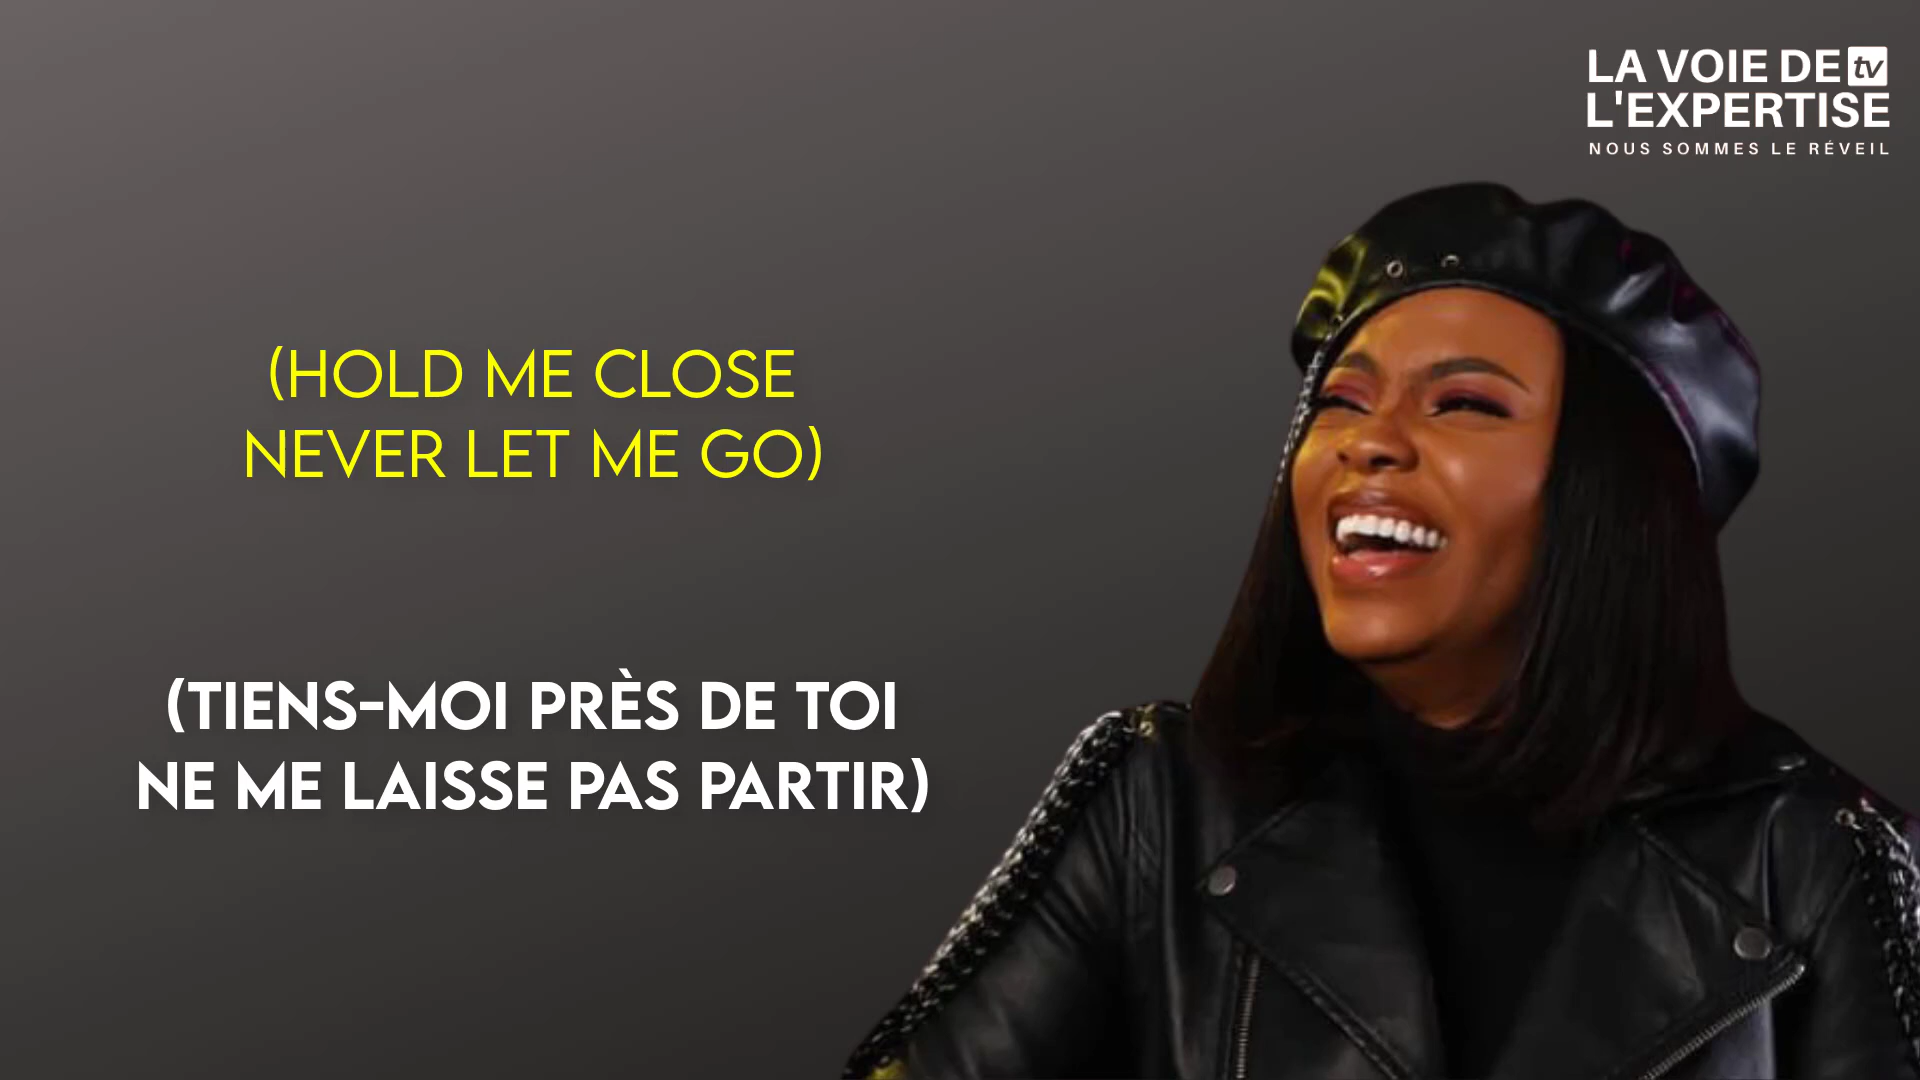 LA VOIE DE tv
L'EXPERTISE
NOUS SOMMES LE RÉVEIL
(HOLD ME CLOSE
NEVER LET ME GO)
(TIENS-MOI PRÈS DE TOI
NE ME LAISSE PAS PARTIR)